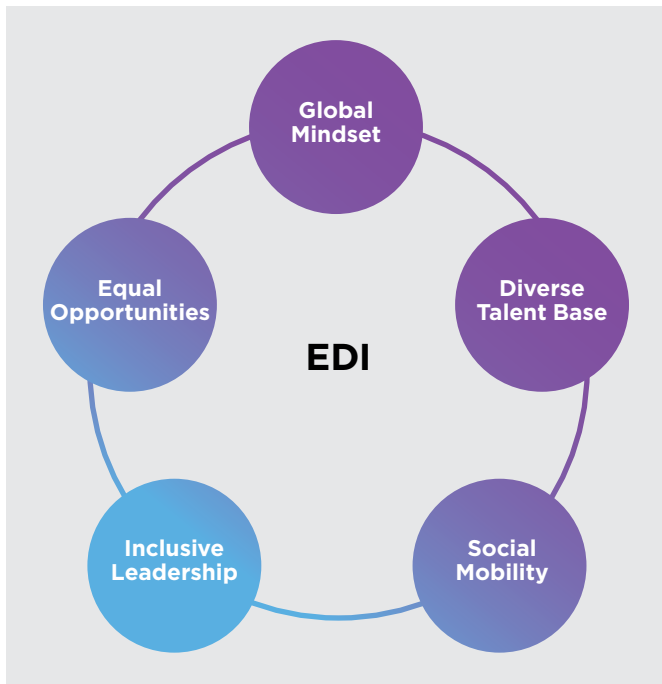 Global
Mindset
Equal
Opportunities
Diverse
Talent Base
EDI
Inclusive
Leadership
Social
Mobility